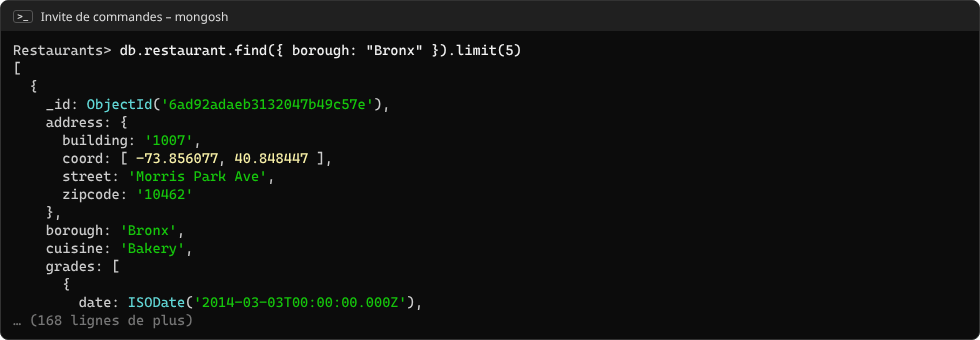 >_ Invite de commandes – mongosh
Restaurants> db.restaurant.find({ borough: "Bronx" }).limit(5)
[
  {
    _id: ObjectId('6ad92adaeb3132047b49c57e'),
    address: {
      building: '1007',
      coord: [ -73.856077, 40.848447 ],
      street: 'Morris Park Ave',
      zipcode: '10462'
    },
    borough: 'Bronx',
    cuisine: 'Bakery',
    grades: [
      {
        date: ISODate('2014-03-03T00:00:00.000Z'),
… (168 lignes de plus)